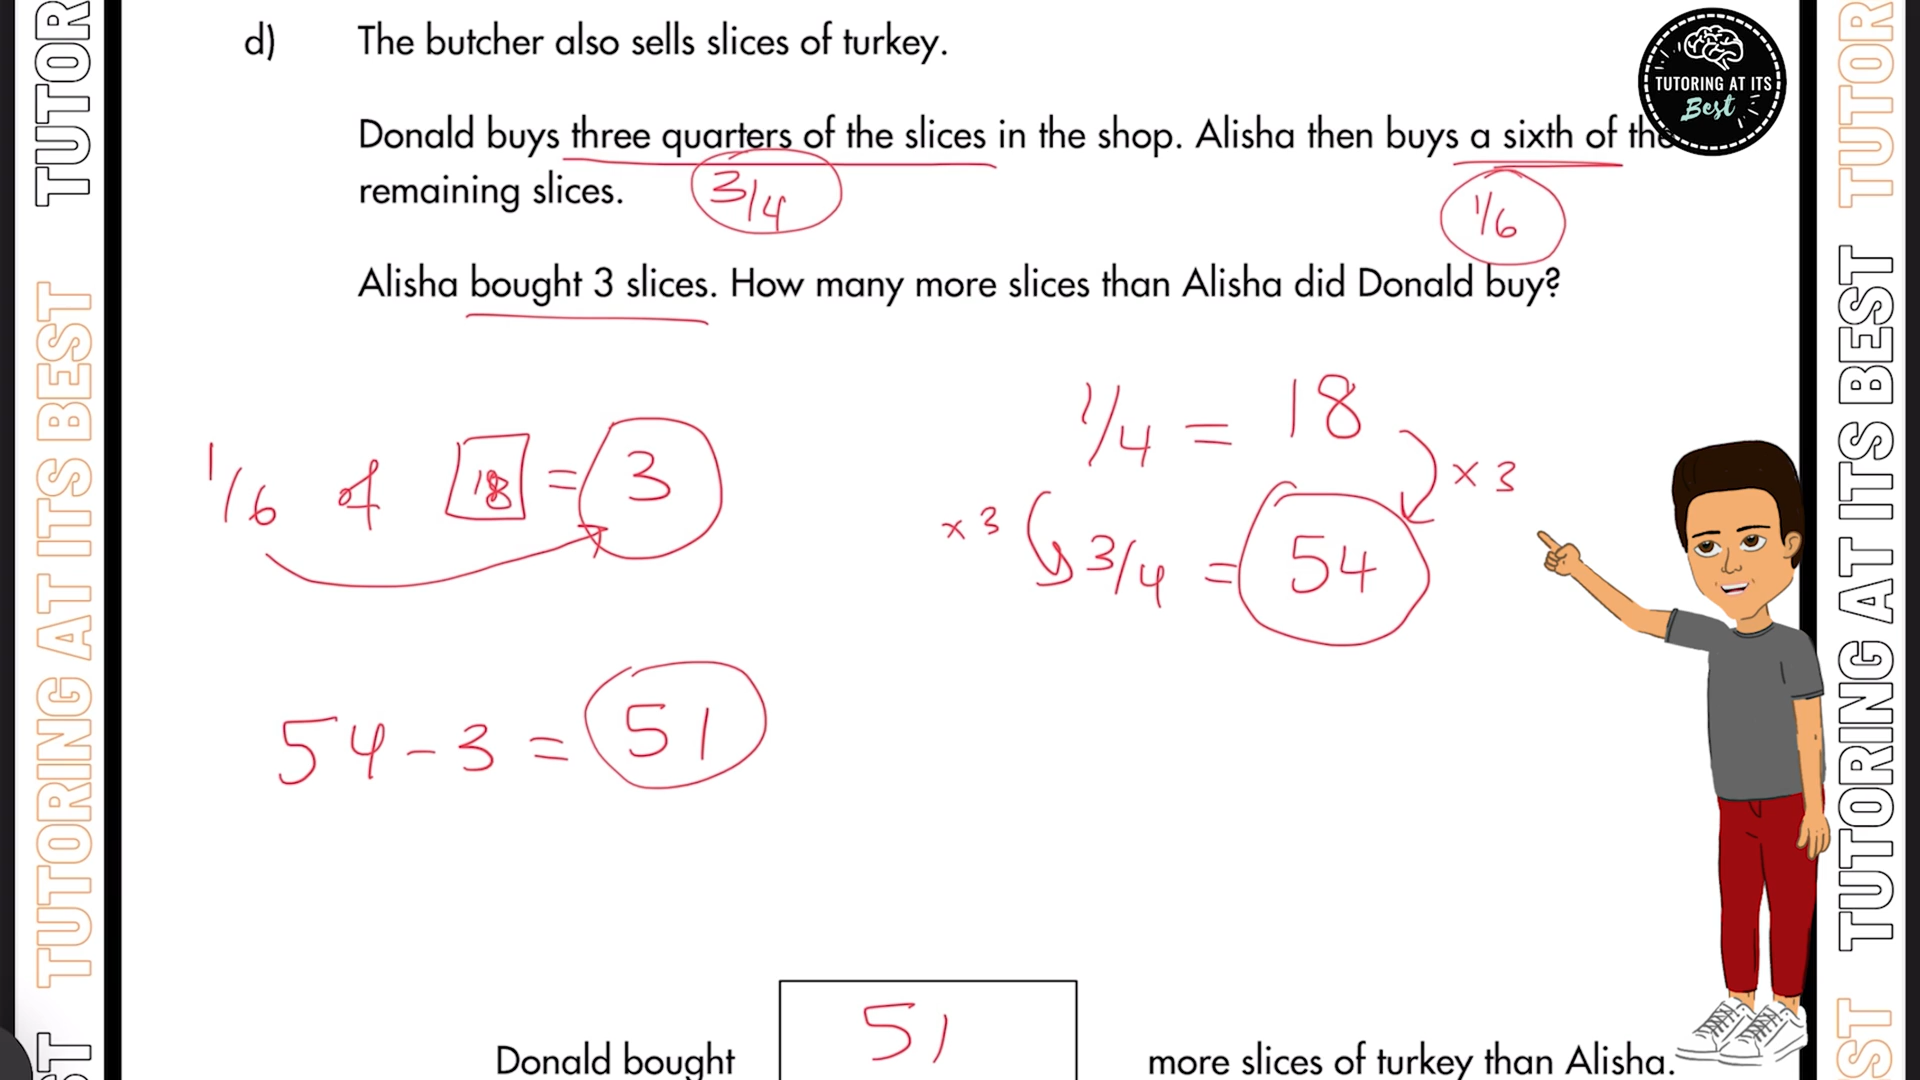 d) The butcher also sells slices of turkey.
TUTORING AT ITS
Best
Donald buys three quarters of the slices in the shop. Alisha then buys a sixth of the
remaining slices.
3/4
1/6
Alisha bought 3 slices. How many more slices than Alisha did Donald buy?
1/4 = 18
x 3
1/6 of 18 = 3
x 3
3/4 = 54
54 - 3 = 51
51
Donald bought more slices of turkey than Alisha.
TUTOR
TUTORING AT ITS BEST
ST
TUTOR
TUTORING AT ITS BEST
ST